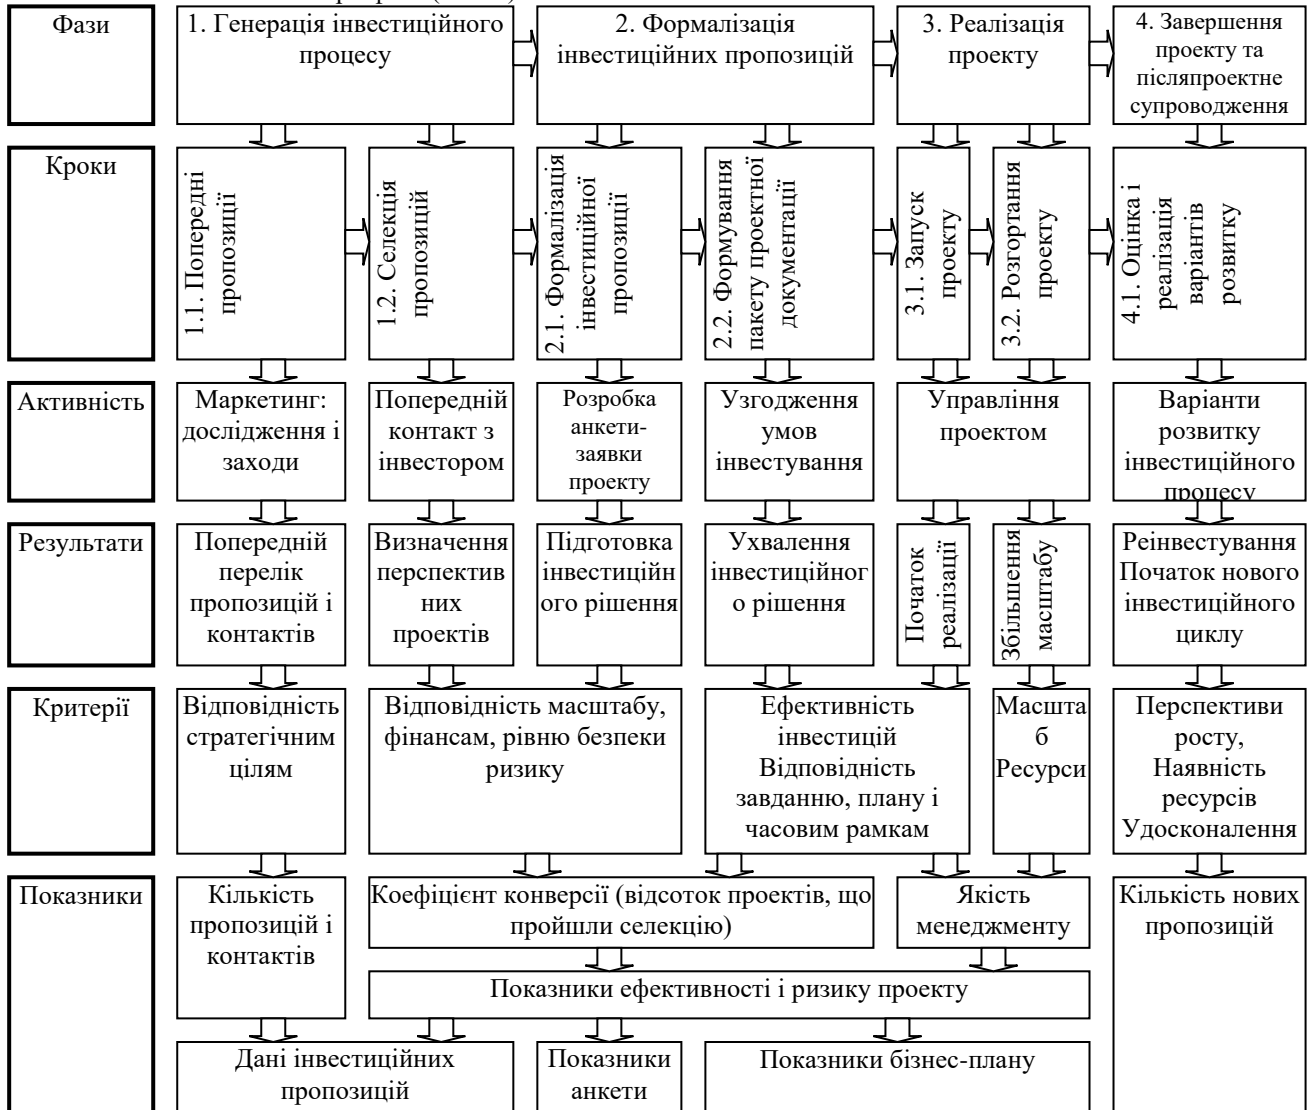 Фази
1. Генерація інвестиційного
процесу
2. Формалізація
інвестиційних пропозицій
3. Реалізація
проекту
4. Завершення
проекту та
післяпроектне
супроводження
Кроки
1.1. Попередні
пропозиції
1.2. Селекція
пропозицій
2.1. Формалізація
інвестиційної
пропозиції
2.2. Формування
пакету проектної
документації
3.1. Запуск
проекту
3.2. Розгортання
проекту
4.1. Оцінка і
реалізація
варіантів
розвитку
Активність
Маркетинг:
дослідження і
заходи
Попередній
контакт з
інвестором
Розробка
анкети-
заявки
проекту
Узгодження
умов
інвестування
Управління
проектом
Варіанти
розвитку
інвестиційного
процесу
Результати
Попередній
перелік
пропозицій і
контактів
Визначення
перспектив
них
проектів
Підготовка
інвестиційн
ого рішення
Ухвалення
інвестиційног
о рішення
Початок
реалізації
Збільшення
масштабу
Реінвестування
Початок нового
інвестиційного
циклу
Критерії
Відповідність
стратегічним
цілям
Відповідність масштабу,
фінансам, рівню безпеки
ризику
Ефективність
інвестицій
Відповідність
завданню, плану і
часовим рамкам
Масшта
б
Ресурси
Перспективи
росту,
Наявність
ресурсів
Удосконалення
Показники
Кількість
пропозицій і
контактів
Коефіцієнт конверсії (відсоток проектів, що
пройшли селекцію)
Якість
менеджменту
Кількість нових
пропозицій
Показники ефективності і ризику проекту
Дані інвестиційних
пропозицій
Показники
анкети
Показники бізнес-плану